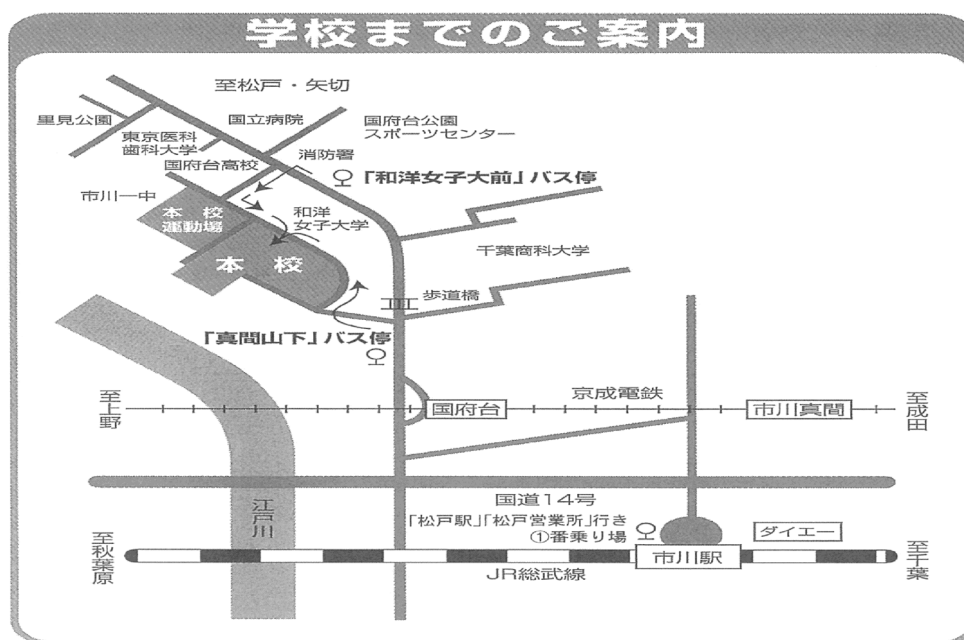 学校までのご案内
至松戸・矢切
里見公園
国立病院
国府台公園
スポーツセンター
東京医科
歯科大学
国府台高校
消防署
「和洋女子大前」バス停
市川一中
本校
運動場
和洋
女子大学
千葉商科大学
本校
歩道橋
「真間山下」バス停
至上野
国府台
京成電鉄
市川真間
至成田
江戸川
国道14号
「松戸駅」「松戸営業所」行き
①番乗り場
ダイエー
至秋葉原
市川駅
至千葉
JR総武線